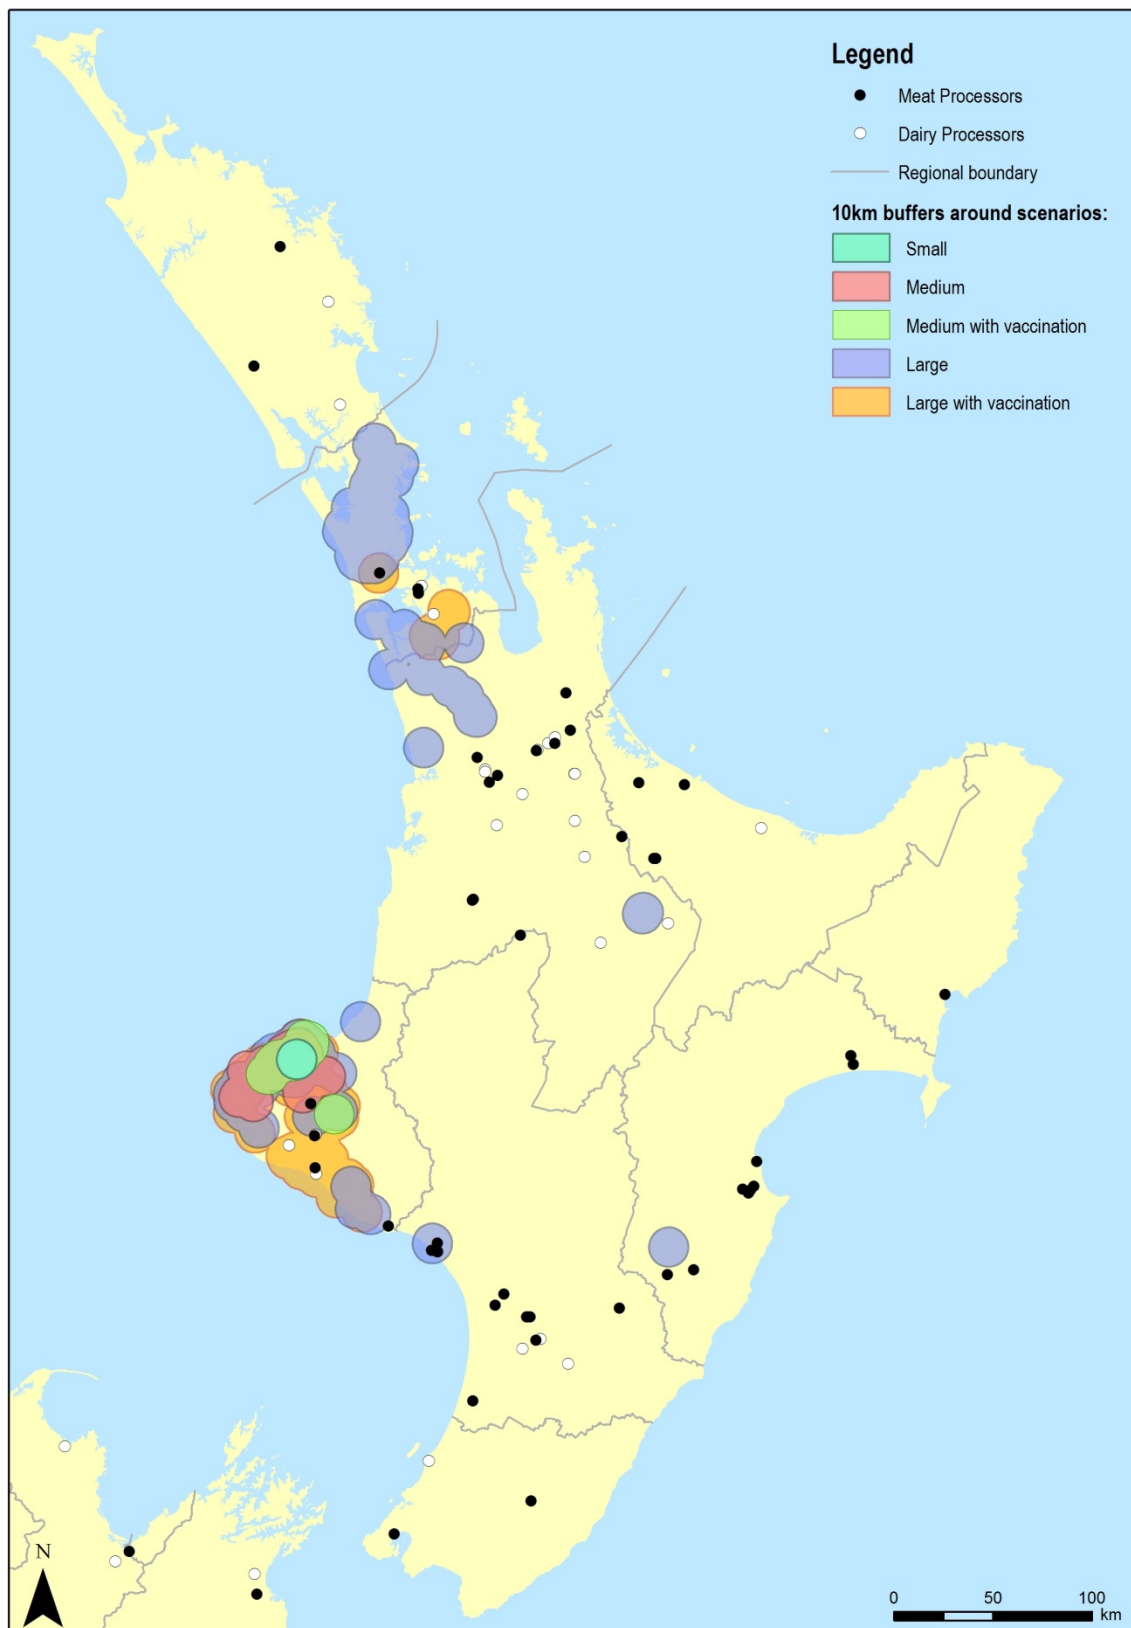 Legend
Meat Processors
Dairy Processors
Regional boundary
10km buffers around scenarios:
Small
Medium
Medium with vaccination
Large
Large with vaccination
N
0 50 100
km